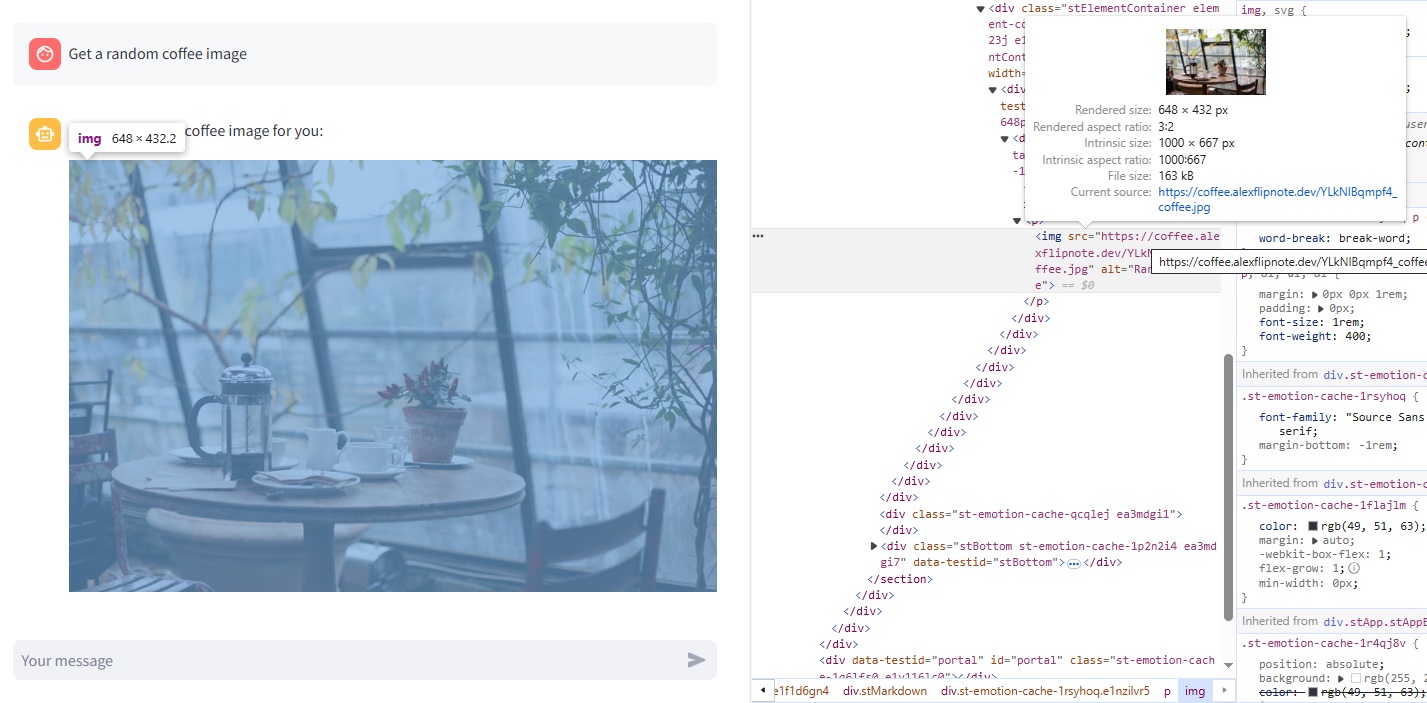 Get a random coffee image
img 648 × 432.2
coffee image for you:
Your message
<div class="stElementContainer elem
ent-co
23j e1
ntCont
width=
<div
test
648p
<d
ta
-1
<p>
Rendered size: 648 × 432 px
Rendered aspect ratio: 3:2
Intrinsic size: 1000 × 667 px
Intrinsic aspect ratio: 1000∶667
File size: 163 kB
Current source: https://coffee.alexflipnote.dev/YLkNlBqmpf4_
coffee.jpg
<img src="https://coffee.ale
xflipnote.dev/YLkN
ffee.jpg" alt="Ran
e"> == $0
https://coffee.alexflipnote.dev/YLkNlBqmpf4_coffee
</p>
</div>
</div>
</div>
</div>
</div>
</div>
</div>
</div>
</div>
</div>
</div>
</div>
<div class="st-emotion-cache-qcqlej ea3mdgi1">
</div>
<div class="stBottom st-emotion-cache-1p2n2i4 ea3md
gi7" data-testid="stBottom"> ••• </div>
</section>
</div>
</div>
</div>
</div>
<div data-testid="portal" id="portal" class="st-emotion-cach
e1f1d6gn4 div.stMarkdown div.st-emotion-cache-1rsyhoq.e1nzilvr5 p img
img, svg {
user
p
word-break: break-word;
margin: 0px 0px 1rem;
padding: 0px;
font-size: 1rem;
font-weight: 400;
}
Inherited from div.st-emotion-c
.st-emotion-cache-1rsyhoq {
font-family: "Source Sans
serif;
margin-bottom: -1rem;
}
Inherited from div.st-emotion-c
.st-emotion-cache-1flajlm {
color: rgb(49, 51, 63);
margin: auto;
-webkit-box-flex: 1;
flex-grow: 1;
min-width: 0px;
}
Inherited from div.stApp.stAppE
.st-emotion-cache-1r4qj8v {
position: absolute;
background: rgb(255, 2
color: rgb(49, 51, 63);